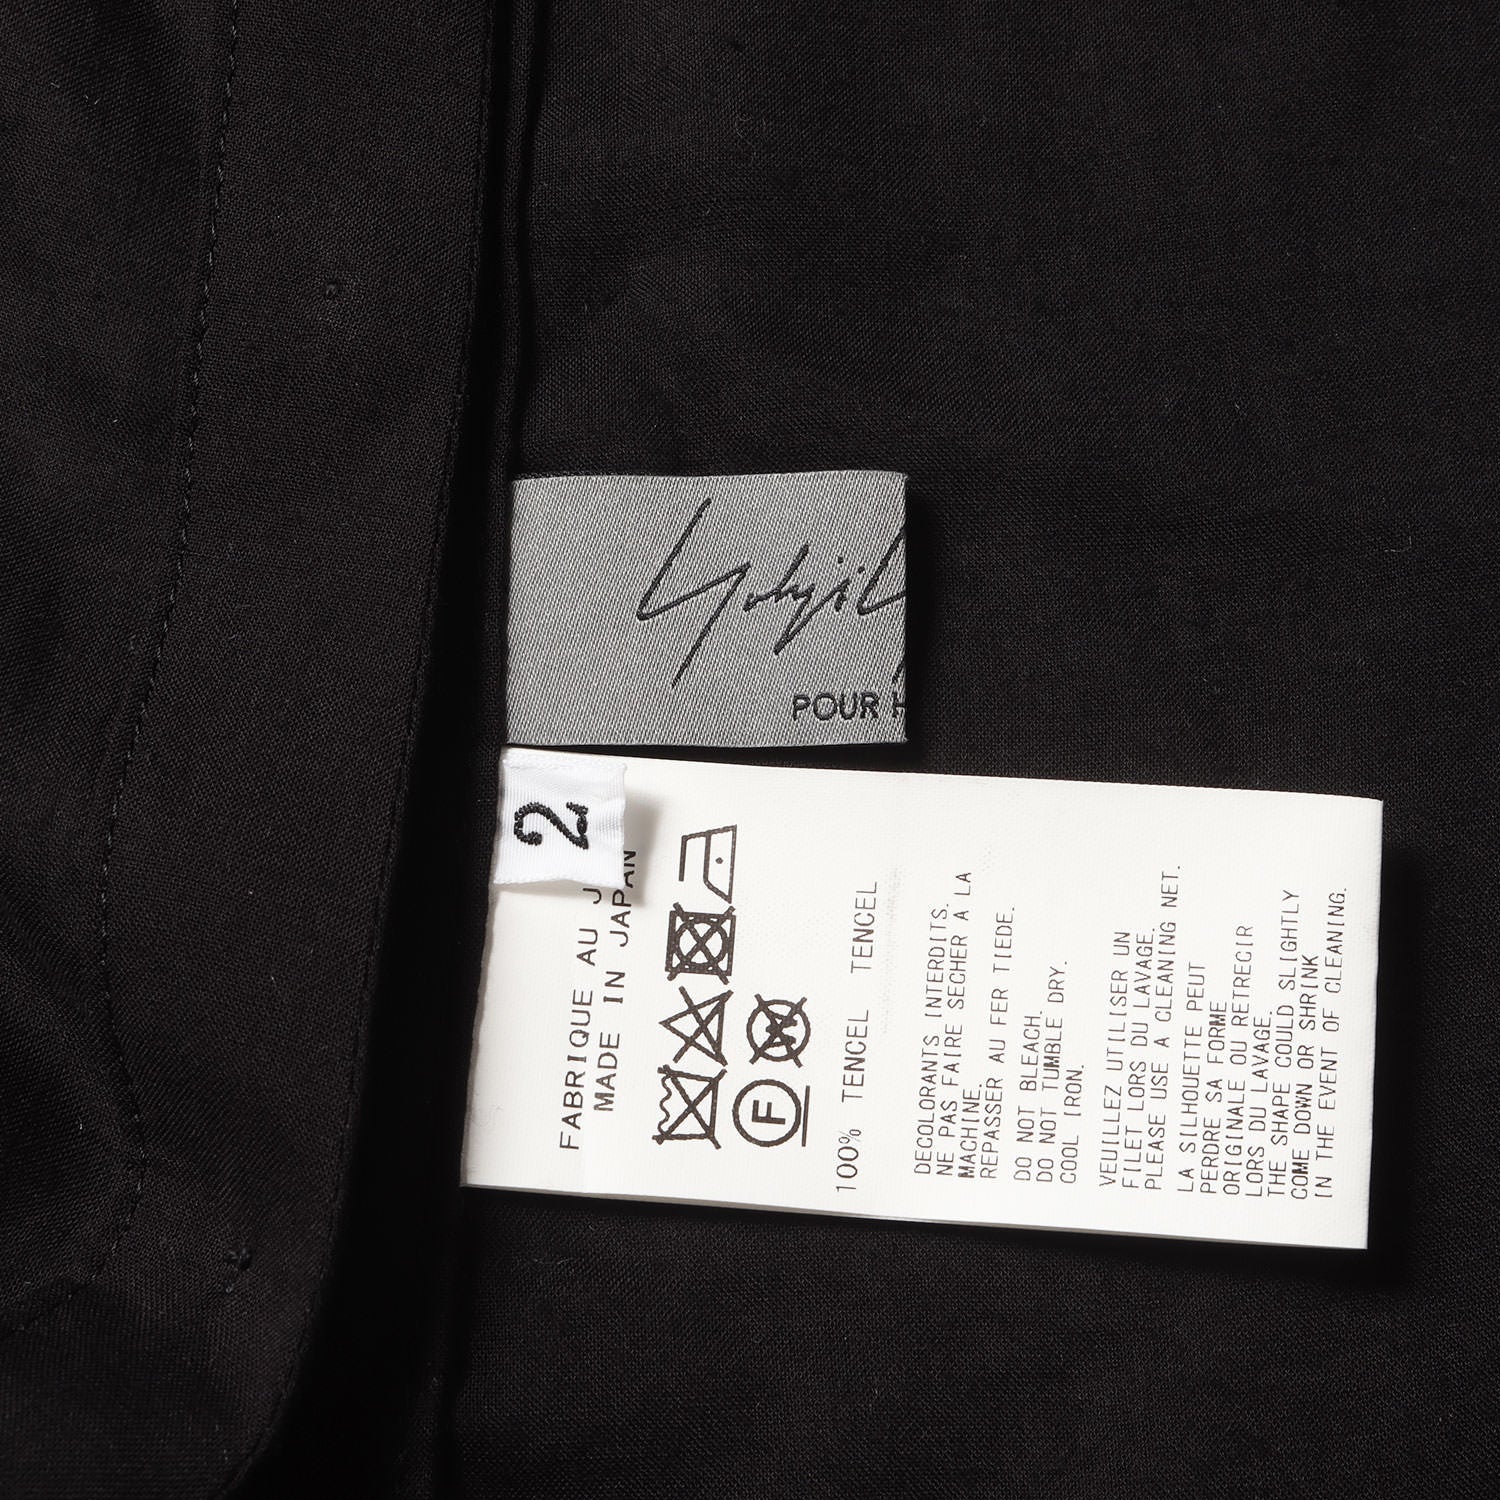 Yohji Y
POUR H
2
FABRIQUE AU J
MADE IN JAPAN
F
W
100% TENCEL TENCEL
DECOLORANTS INTERDITS.
NE PAS FAIRE SECHER A LA
MACHINE.
REPASSER AU FER TIEDE.
DO NOT BLEACH.
DO NOT TUMBLE DRY.
COOL IRON.
VEUILLEZ UTILISER UN
FILET LORS DU LAVAGE.
PLEASE USE A CLEANING NET.
LA SILHOUETTE PEUT
PERDRE SA FORME
ORIGINALE OU RETRECIR
LORS DU LAVAGE.
THE SHAPE COULD SLIGHTLY
COME DOWN OR SHRINK
IN THE EVENT OF CLEANING.